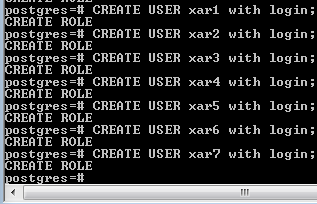 CREATE ROLE
postgres=# CREATE USER xar1 with login;
CREATE ROLE
postgres=# CREATE USER xar2 with login;
CREATE ROLE
postgres=# CREATE USER xar3 with login;
CREATE ROLE
postgres=# CREATE USER xar4 with login;
CREATE ROLE
postgres=# CREATE USER xar5 with login;
CREATE ROLE
postgres=# CREATE USER xar6 with login;
CREATE ROLE
postgres=# CREATE USER xar7 with login;
CREATE ROLE
postgres=#